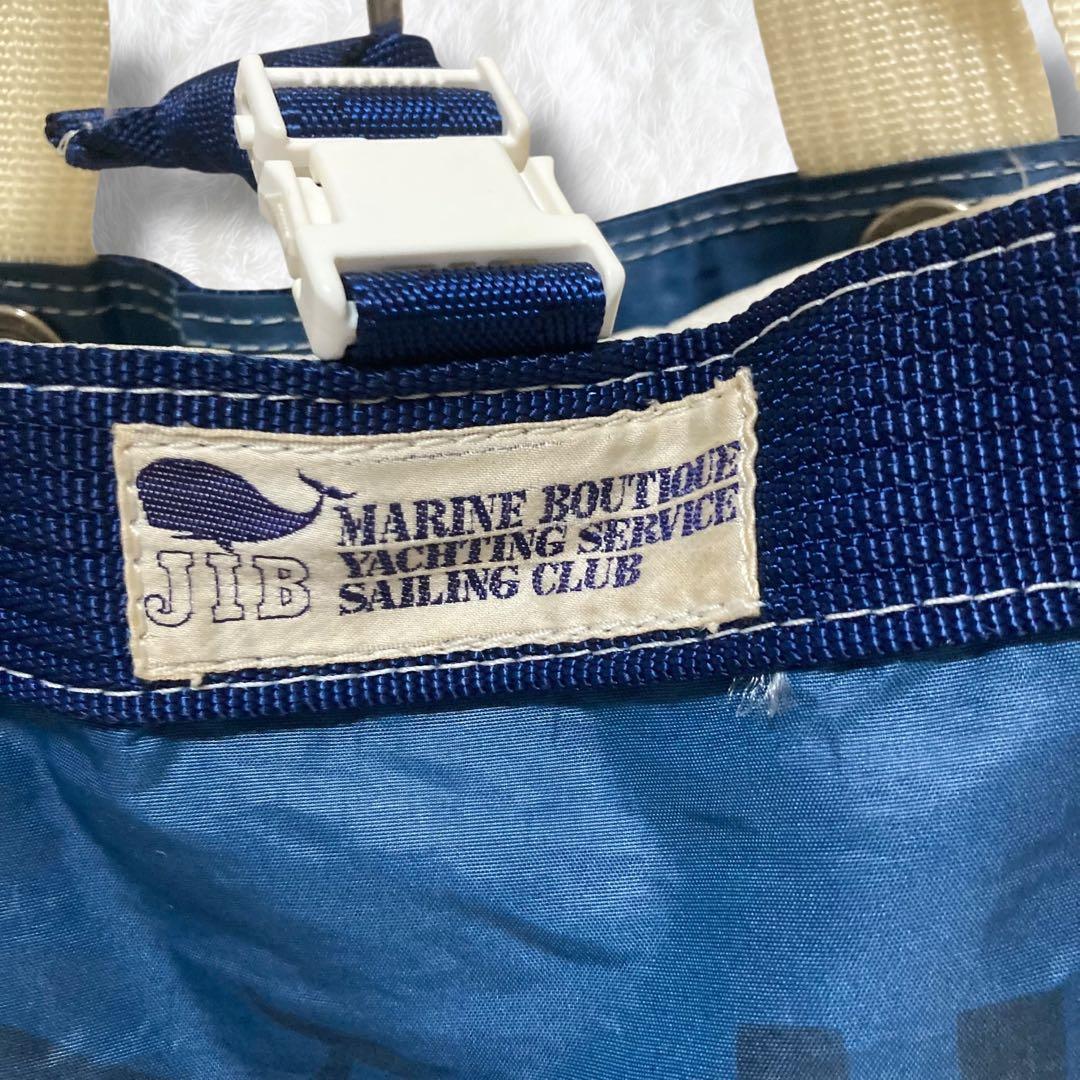 JIB
MARINE BOUTIQUE
YACHTING SERVICE
SAILING CLUB